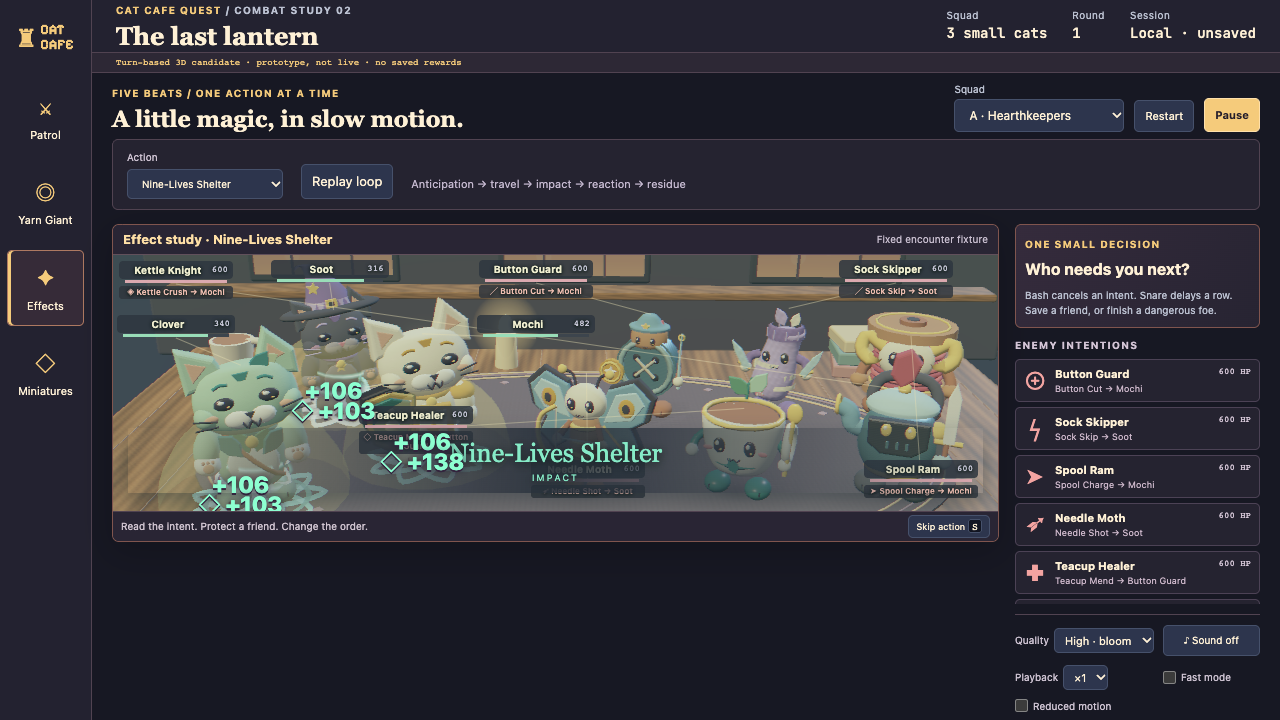 CAT CAFE
CAT CAFE QUEST / COMBAT STUDY 02
The last lantern
Squad
3 small cats
Round
1
Session
Local · unsaved
Turn-based 3D candidate · prototype, not live · no saved rewards
Patrol
Yarn Giant
Effects
Miniatures
FIVE BEATS / ONE ACTION AT A TIME
A little magic, in slow motion.
Squad
A · Hearthkeepers
Restart
Pause
Action
Nine-Lives Shelter
Replay loop
Anticipation → travel → impact → reaction → residue
Effect study · Nine-Lives Shelter
Fixed encounter fixture
Kettle Knight 600
Kettle Crush → Mochi
Soot 316
Button Guard 600
Button Cut → Mochi
Sock Skipper 600
Sock Skip → Soot
Clover 340
Mochi 482
+106
+103
Teacup Healer 600
+106
+138
Nine-Lives Shelter
IMPACT
Needle Moth 600
Needle Shot → Soot
Spool Ram 600
Spool Charge → Mochi
+106
+103
Read the intent. Protect a friend. Change the order.
Skip action S
ONE SMALL DECISION
Who needs you next?
Bash cancels an intent. Snare delays a row.
Save a friend, or finish a dangerous foe.
ENEMY INTENTIONS
Button Guard 600 HP
Button Cut → Mochi
Sock Skipper 600 HP
Sock Skip → Soot
Spool Ram 600 HP
Spool Charge → Mochi
Needle Moth 600 HP
Needle Shot → Soot
Teacup Healer 600 HP
Teacup Mend → Button Guard
Quality
High · bloom
♪ Sound off
Playback
×1
Fast mode
Reduced motion